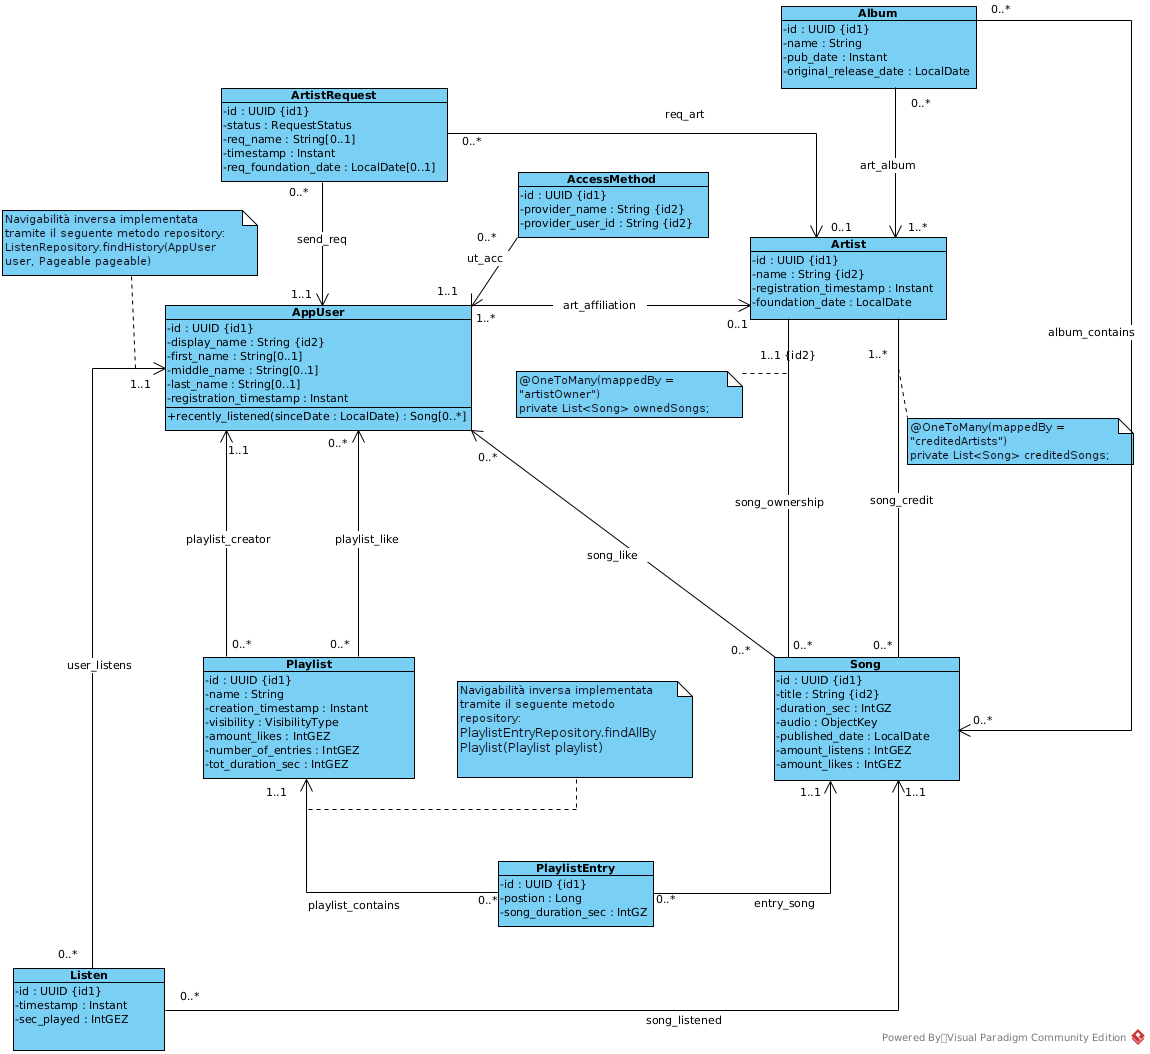 Album
-id : UUID {id1}
-name : String
-pub_date : Instant
-original_release_date : LocalDate
0..*
0..*
art_album
1..*
album_contains
0..*
ArtistRequest
-id : UUID {id1}
-status : RequestStatus
-req_name : String[0..1]
-timestamp : Instant
-req_foundation_date : LocalDate[0..1]
0..*
req_art
0..1
0..*
send_req
1..1
AccessMethod
-id : UUID {id1}
-provider_name : String {id2}
-provider_user_id : String {id2}
0..*
ut_acc
1..1
Navigabilità inversa implementata
tramite il seguente metodo repository:
ListenRepository.findHistory(AppUser
user, Pageable pageable)
Artist
-id : UUID {id1}
-name : String {id2}
-registration_timestamp : Instant
-foundation_date : LocalDate
AppUser
-id : UUID {id1}
-display_name : String {id2}
-first_name : String[0..1]
-middle_name : String[0..1]
-last_name : String[0..1]
-registration_timestamp : Instant
+recently_listened(sinceDate : LocalDate) : Song[0..*]
1..*
art_affiliation
0..1
1..1
1..1 {id2}
1..*
@OneToMany(mappedBy =
"artistOwner")
private List<Song> ownedSongs;
@OneToMany(mappedBy =
"creditedArtists")
private List<Song> creditedSongs;
1..1
0..*
0..*
song_ownership
song_credit
playlist_creator
playlist_like
song_like
0..*
0..*
0..*
0..*
0..*
user_listens
Playlist
-id : UUID {id1}
-name : String
-creation_timestamp : Instant
-visibility : VisibilityType
-amount_likes : IntGEZ
-number_of_entries : IntGEZ
-tot_duration_sec : IntGEZ
Navigabilità inversa implementata
tramite il seguente metodo
repository:
PlaylistEntryRepository.findAllBy
Playlist(Playlist playlist)
Song
-id : UUID {id1}
-title : String {id2}
-duration_sec : IntGZ
-audio : ObjectKey
-published_date : LocalDate
-amount_listens : IntGEZ
-amount_likes : IntGEZ
1..1
1..1
1..1
PlaylistEntry
-id : UUID {id1}
-postion : Long
-song_duration_sec : IntGZ
0..*
playlist_contains
0..*
entry_song
0..*
Listen
-id : UUID {id1}
-timestamp : Instant
-sec_played : IntGEZ
0..*
song_listened
Powered By Visual Paradigm Community Edition